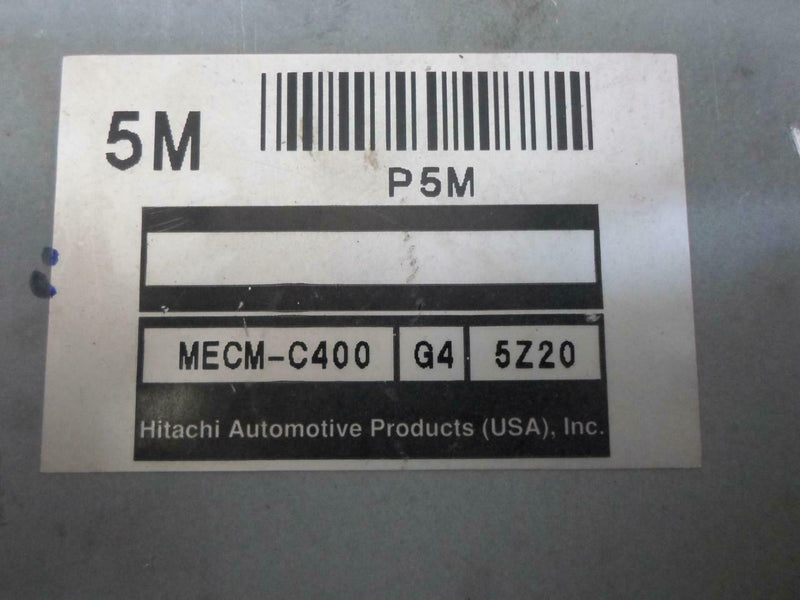 5M
P5M
MECM-C400 G4 5Z20
Hitachi Automotive Products (USA), Inc.